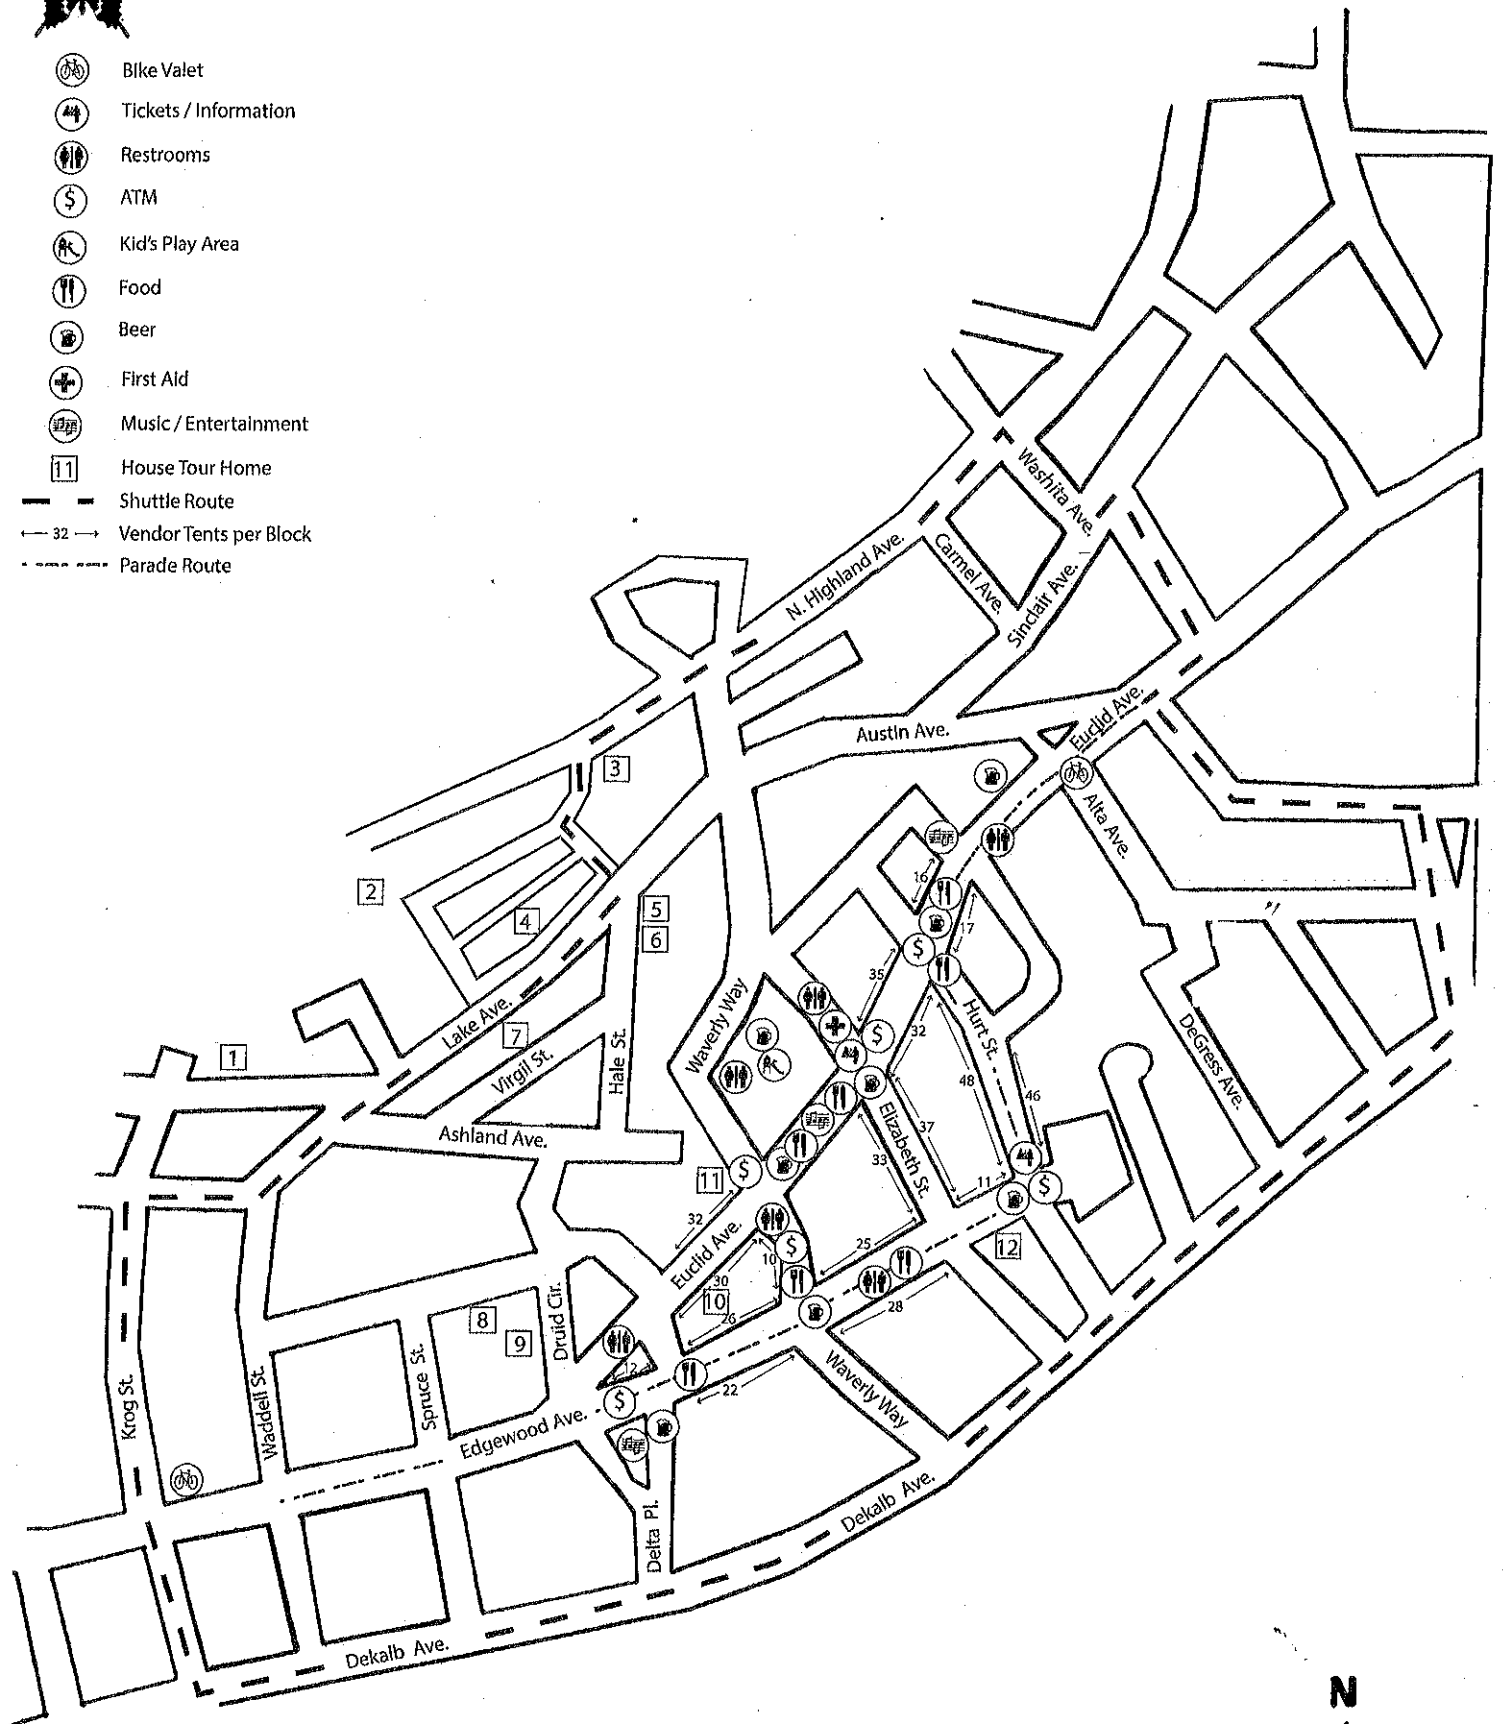 Bike Valet
Tickets / Information
Restrooms
$ ATM
Kid's Play Area
Food
Beer
First Aid
Music / Entertainment
11 House Tour Home
Shuttle Route
32 Vendor Tents per Block
Parade Route
Washita Ave.
N. Highland Ave.
Carmel Ave.
Sinclair Ave.
Euclid Ave.
Austin Ave.
3
Alta Ave.
2
16
4
5
17
6
$
35
Waverly Way
Lake Ave.
Hurt St.
DeGress Ave.
32
$
7
1
Virgil St.
Hale St.
48
46
Elizabeth St.
37
Ashland Ave.
33
11
$
11
$
32
Euclid Ave.
25
12
$
10
30
10
26
28
Druid Cir.
8
9
12
22
Spruce St.
Waddell St.
Krog St.
$
Waverly Way
Edgewood Ave.
Delta Pl.
Dekalb Ave.
Dekalb Ave.
N